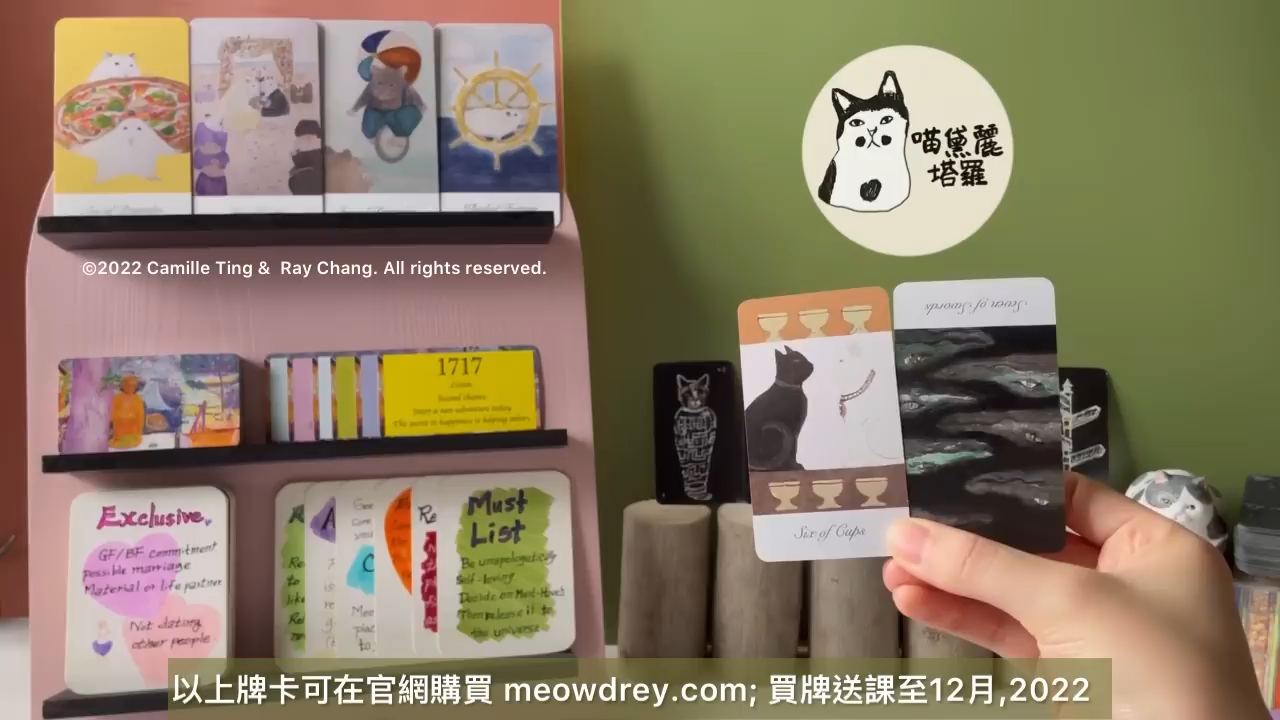 喵黛麗
塔羅
©2022 Camille Ting & Ray Chang. All rights reserved.
1717
Listen
Second chance
Start a new adventure today
The secret to happiness is helping others
Seven of Swords
Six of Cups
Exclusive
GF/BF commitment
possible marriage
Material or life partner
Not dating
other people
Must
List
Be unapologetically
Self-loving
Decide on Must-Haves
Then release it to
the universe
以上牌卡可在官網購買 meowdrey.com; 買牌送課至12月,2022